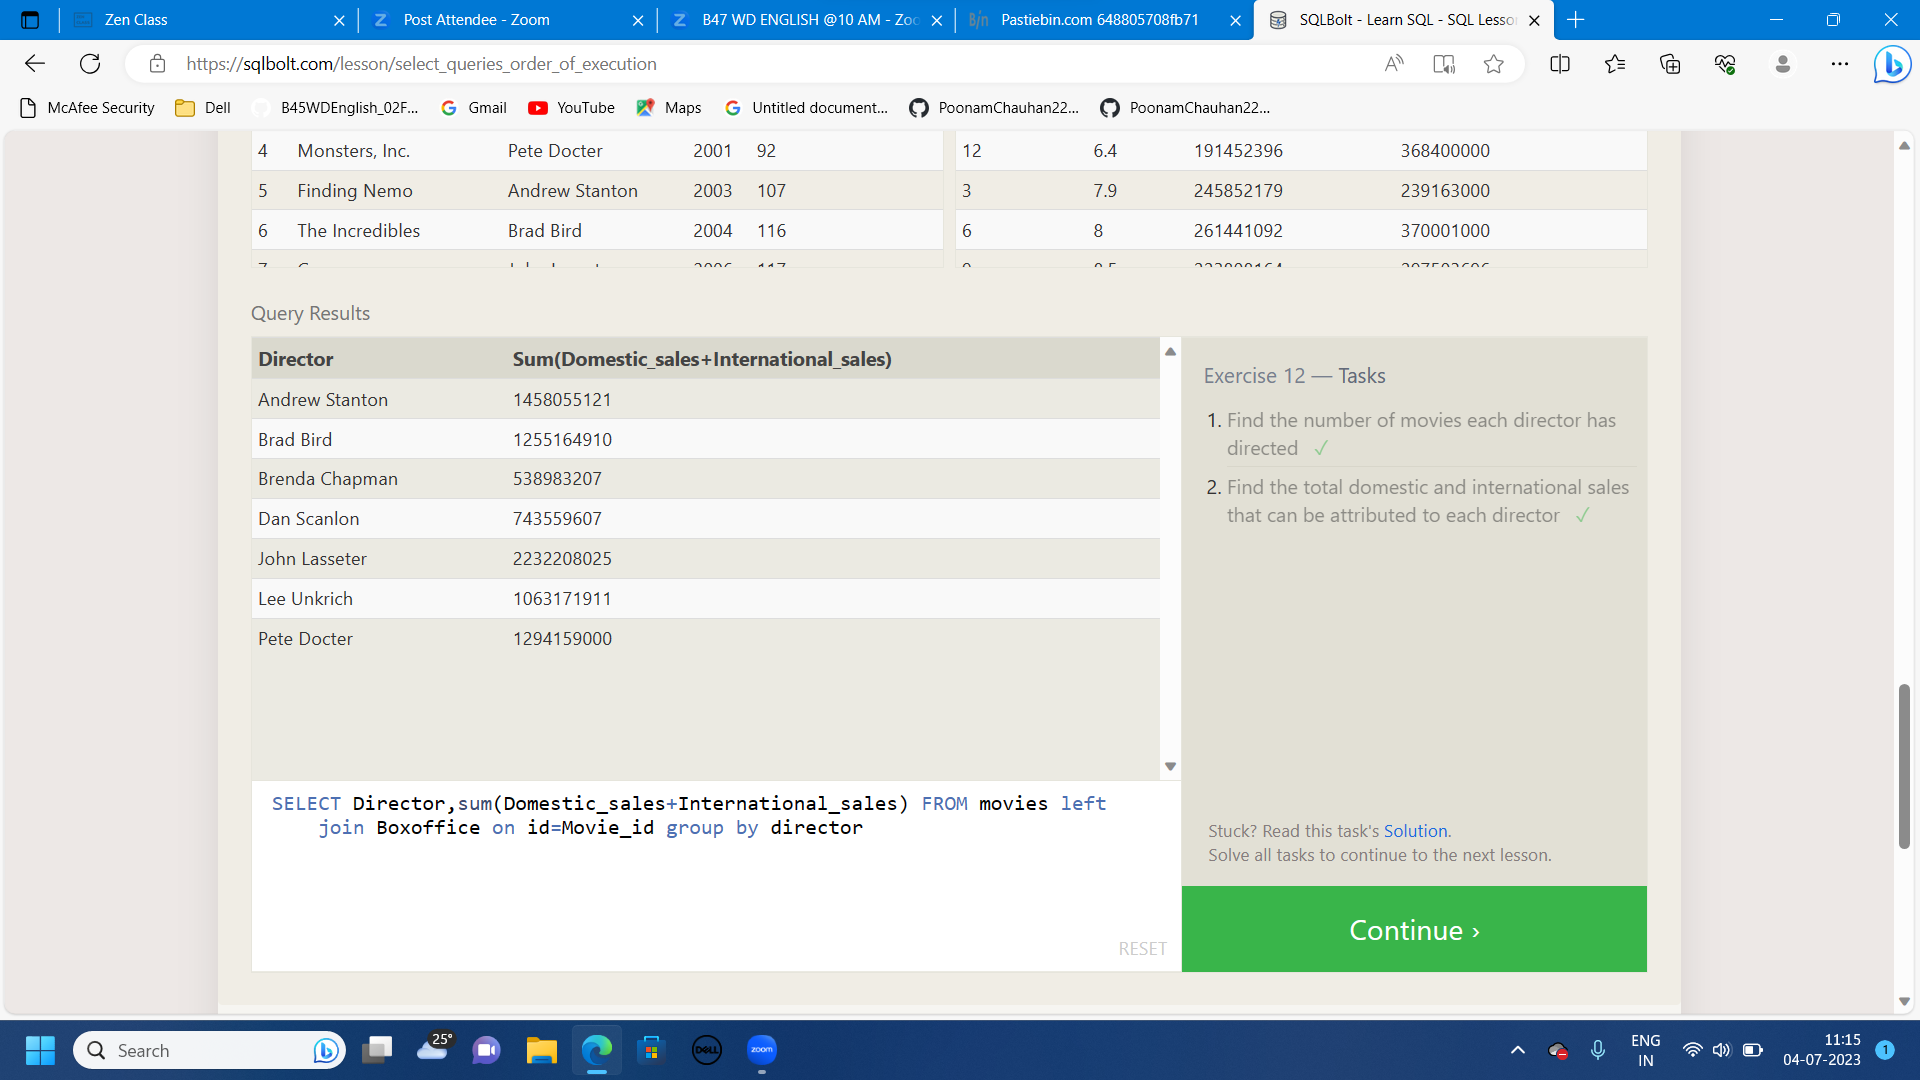 Zen Class
Post Attendee - Zoom
B47 WD ENGLISH @10 AM - Zoo
Pastiebin.com 648805708fb71
SQLBolt - Learn SQL - SQL Lesso
https://sqlbolt.com/lesson/select_queries_order_of_execution
McAfee Security
Dell
B45WDEnglish_02F...
Gmail
YouTube
Maps
Untitled document...
PoonamChauhan22...
PoonamChauhan22...
4 Monsters, Inc. Pete Docter 2001 92
12 6.4 191452396 368400000
5 Finding Nemo Andrew Stanton 2003 107
3 7.9 245852179 239163000
6 The Incredibles Brad Bird 2004 116
6 8 261441092 370001000
Query Results
Director Sum(Domestic_sales+International_sales)
Andrew Stanton 1458055121
Brad Bird 1255164910
Brenda Chapman 538983207
Dan Scanlon 743559607
John Lasseter 2232208025
Lee Unkrich 1063171911
Pete Docter 1294159000
SELECT Director,sum(Domestic_sales+International_sales) FROM movies left
join Boxoffice on id=Movie_id group by director
RESET
Exercise 12 — Tasks
1. Find the number of movies each director has
directed ✓
2. Find the total domestic and international sales
that can be attributed to each director ✓
Stuck? Read this task's Solution.
Solve all tasks to continue to the next lesson.
Continue ›
Search
25°
DELL
zoom
ENG
IN
11:15
04-07-2023
1